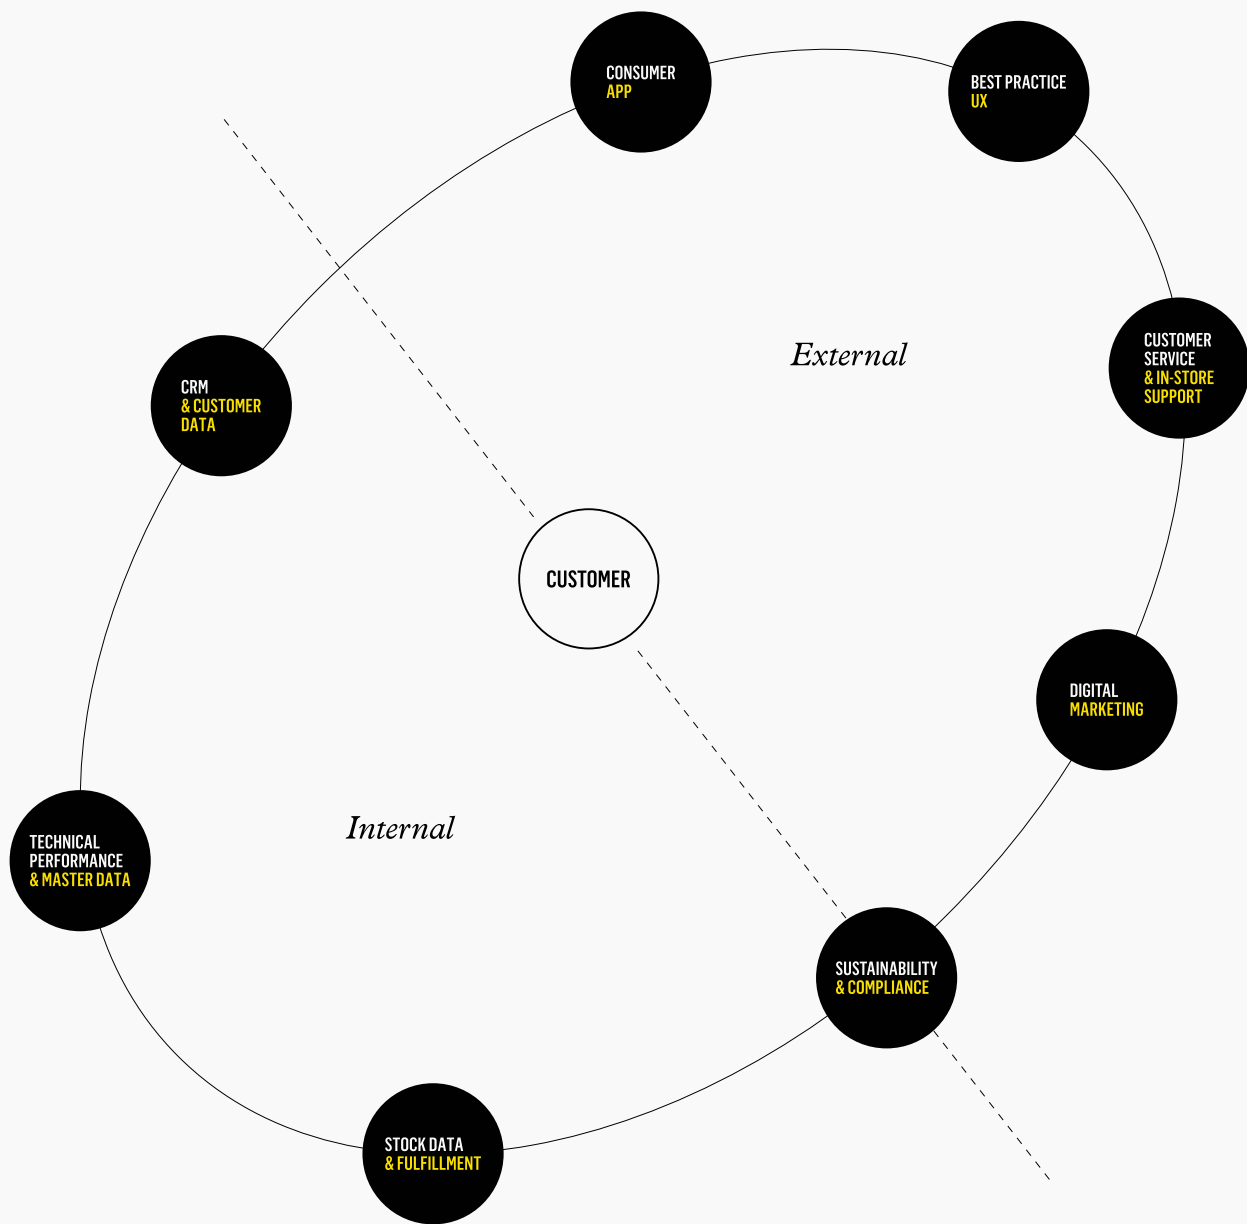 CONSUMER
APP
BEST PRACTICE
UX
CUSTOMER
SERVICE
& IN-STORE
SUPPORT
External
CRM
& CUSTOMER
DATA
CUSTOMER
DIGITAL
MARKETING
Internal
TECHNICAL
PERFORMANCE
& MASTER DATA
SUSTAINABILITY
& COMPLIANCE
STOCK DATA
& FULFILLMENT